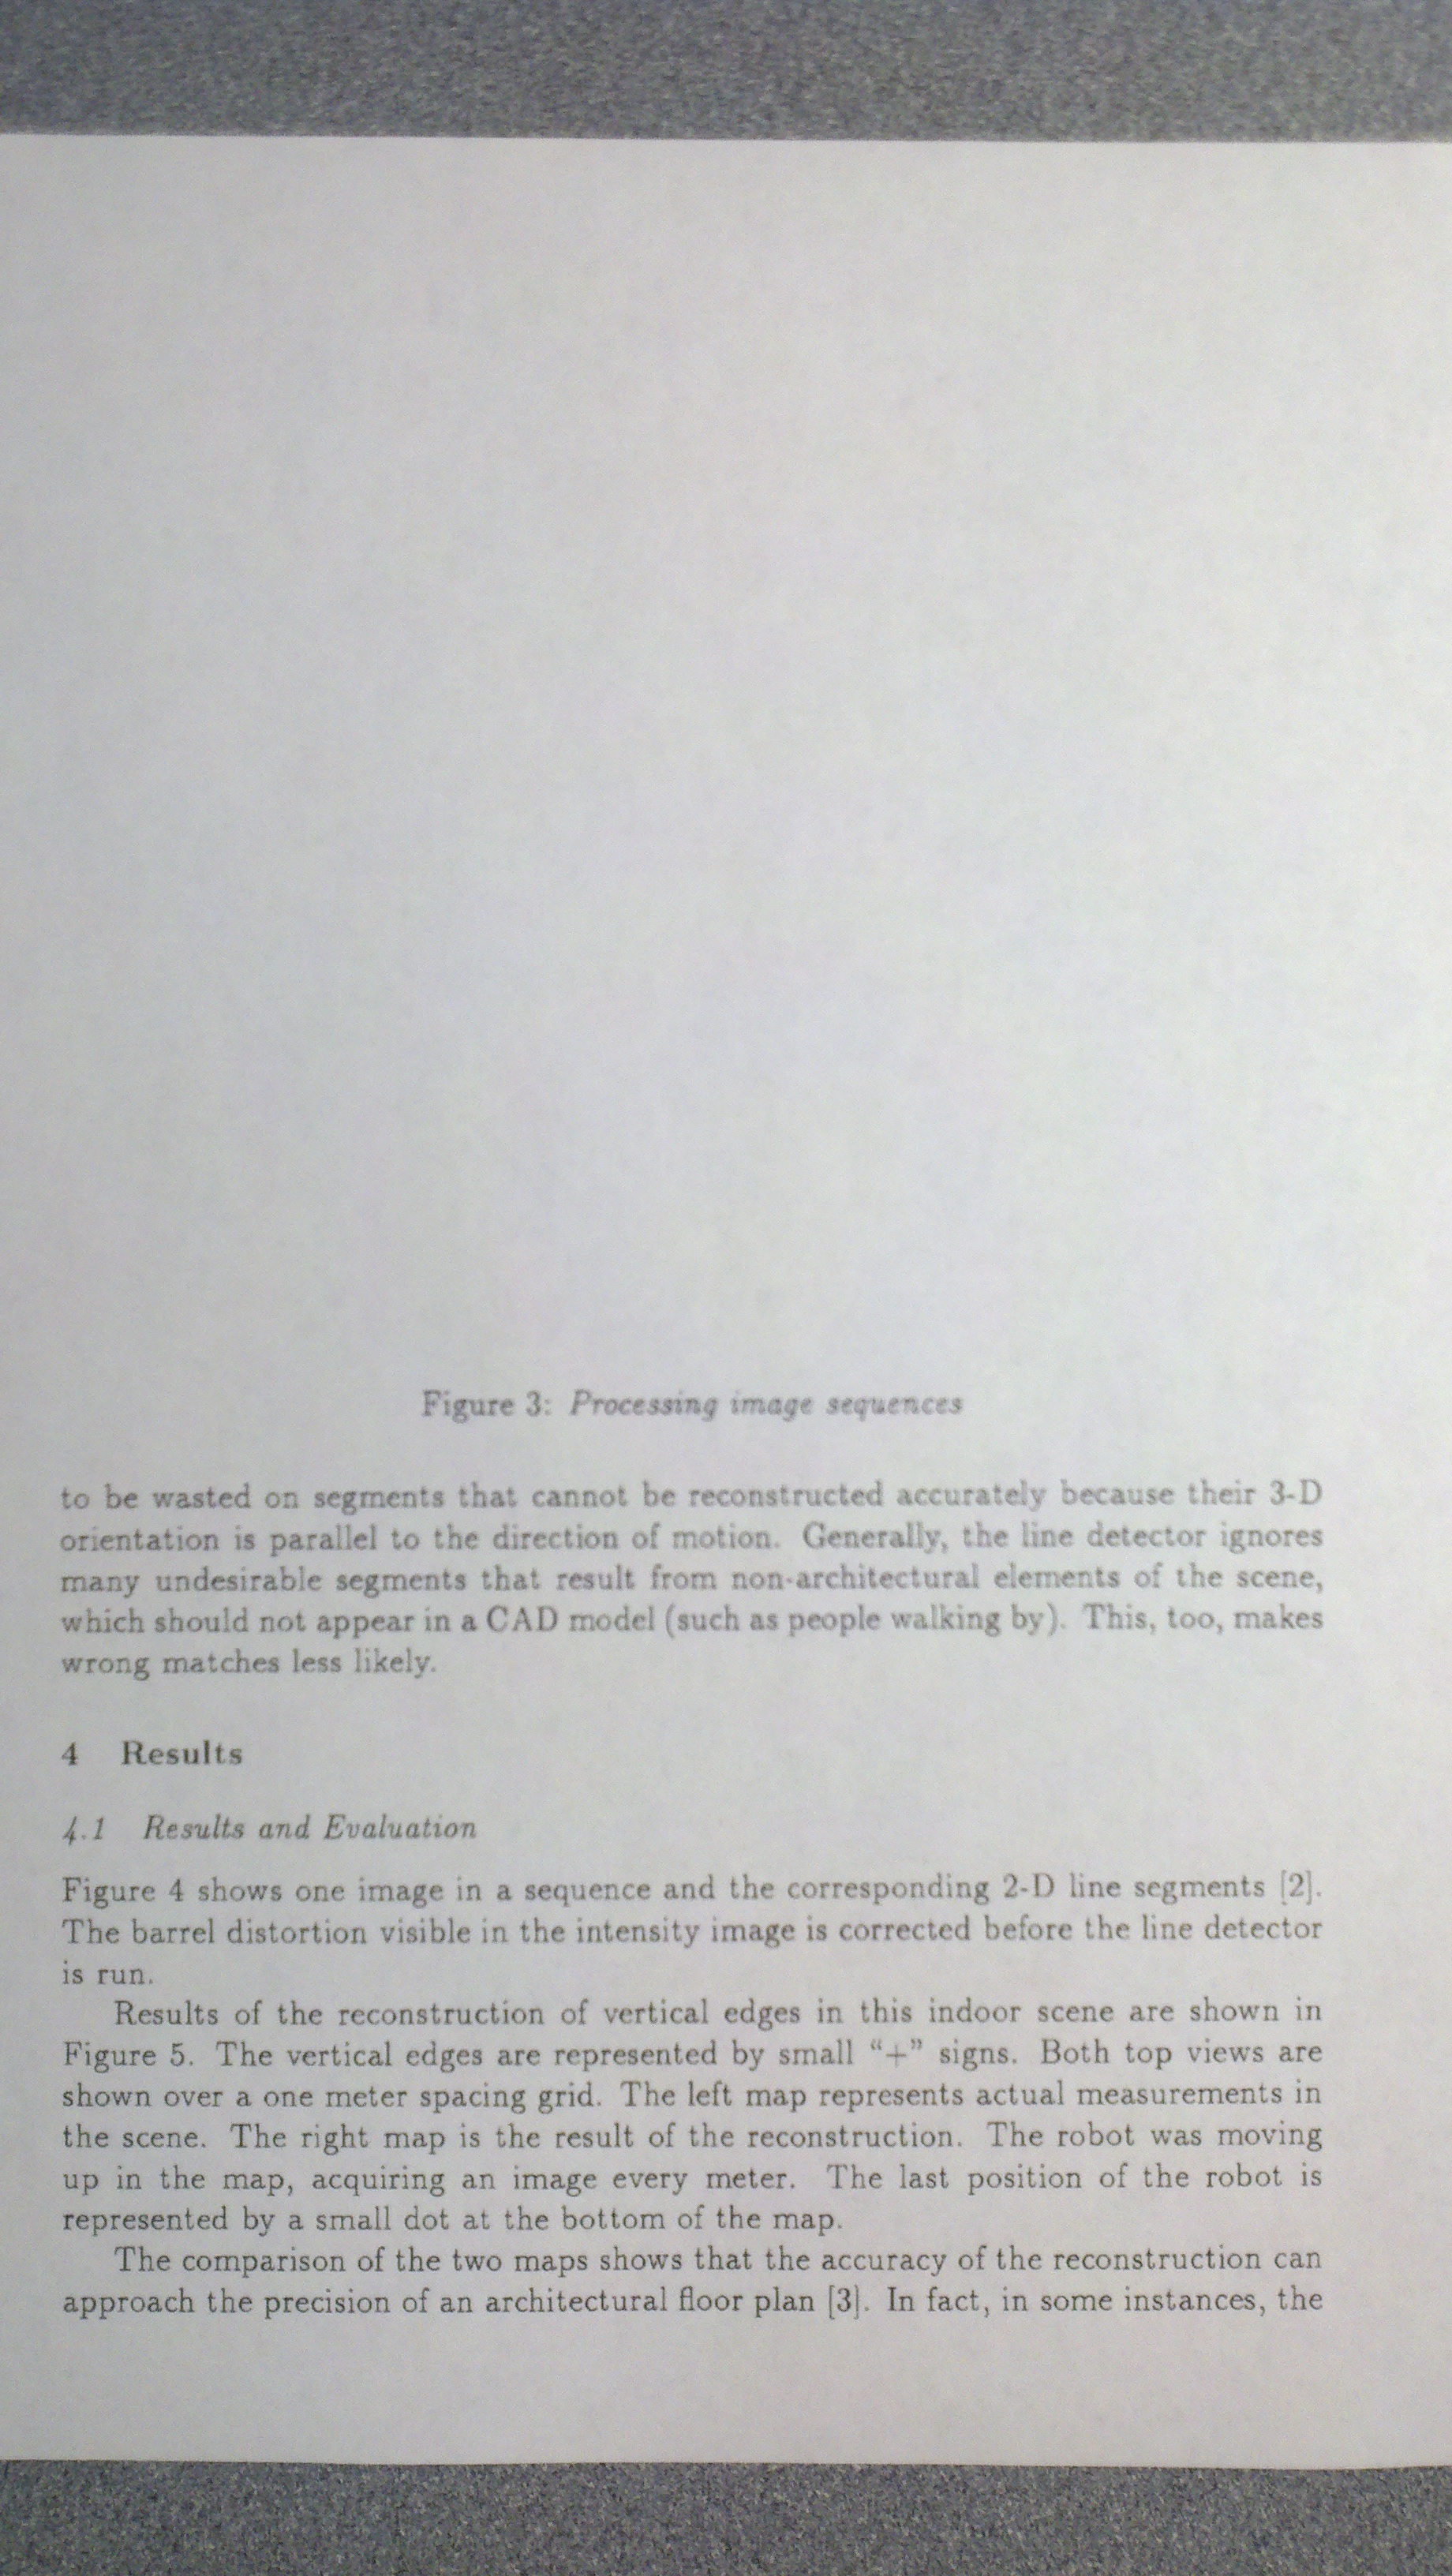 Figure 3: Processing image sequences
to be wasted on segments that cannot be reconstructed accurately because their 3-D
orientation is parallel to the direction of motion. Generally, the line detector ignores
many undesirable segments that result from non-architectural elements of the scene,
which should not appear in a CAD model (such as people walking by). This, too, makes
wrong matches less likely.
4 Results
4.1 Results and Evaluation
Figure 4 shows one image in a sequence and the corresponding 2-D line segments [2].
The barrel distortion visible in the intensity image is corrected before the line detector
is run.
Results of the reconstruction of vertical edges in this indoor scene are shown in
Figure 5. The vertical edges are represented by small “+” signs. Both top views are
shown over a one meter spacing grid. The left map represents actual measurements in
the scene. The right map is the result of the reconstruction. The robot was moving
up in the map, acquiring an image every meter. The last position of the robot is
represented by a small dot at the bottom of the map.
The comparison of the two maps shows that the accuracy of the reconstruction can
approach the precision of an architectural floor plan [3]. In fact, in some instances, the